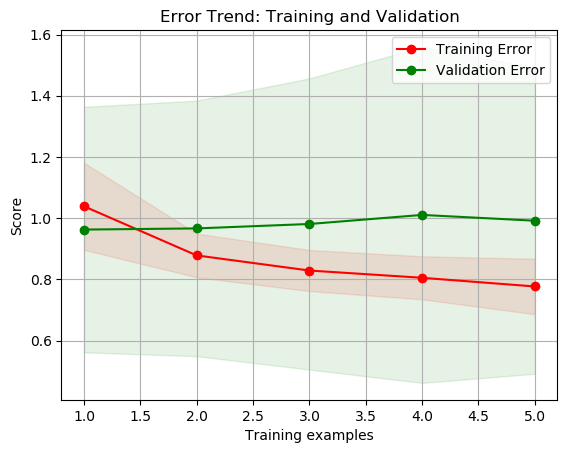 Error Trend: Training and Validation
Training Error
Validation Error
Score
1.6
1.4
1.2
1.0
0.8
0.6
1.0 1.5 2.0 2.5 3.0 3.5 4.0 4.5 5.0
Training examples